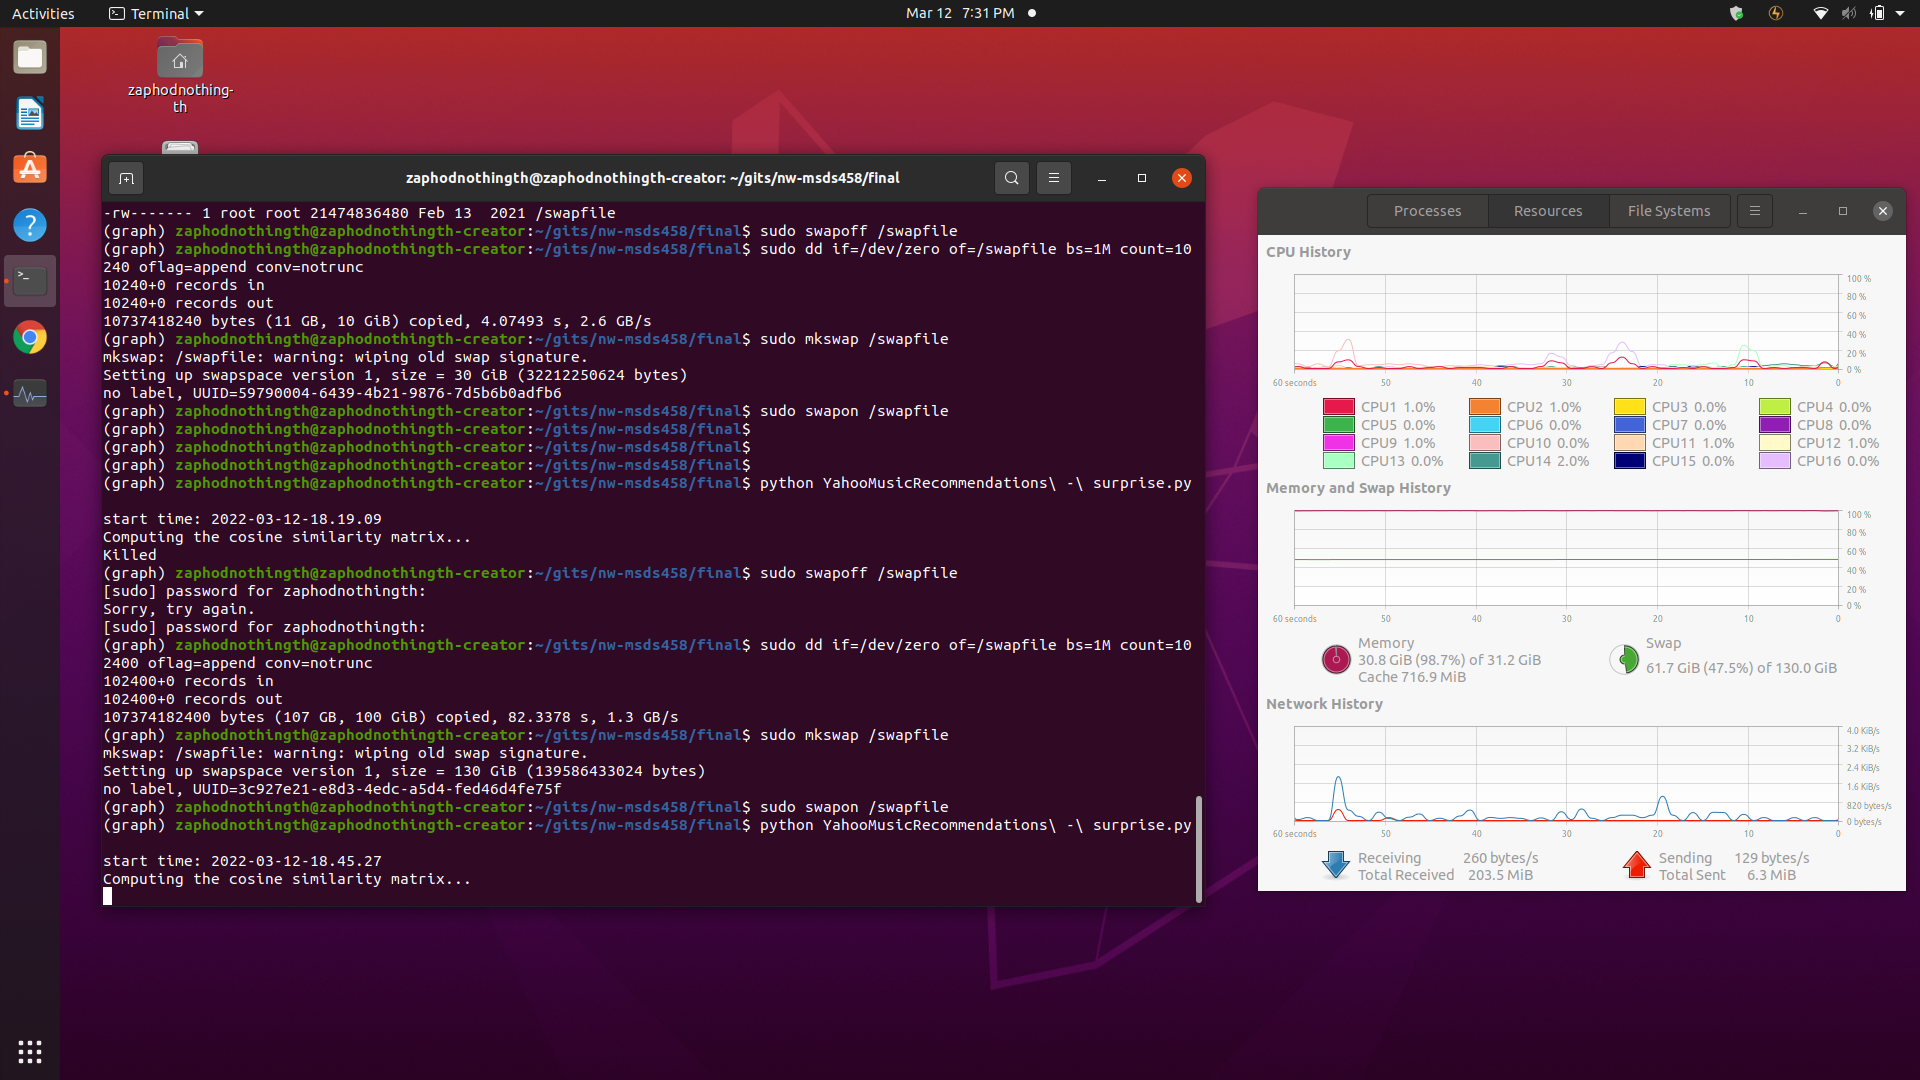 Activities
Terminal
Mar 12 7:31 PM
zaphodnothing-
th
zaphodnothingth@zaphodnothingth-creator: ~/gits/nw-msds458/final
-rw------- 1 root root 21474836480 Feb 13  2021 /swapfile
(graph) zaphodnothingth@zaphodnothingth-creator:~/gits/nw-msds458/final$ sudo swapoff /swapfile
(graph) zaphodnothingth@zaphodnothingth-creator:~/gits/nw-msds458/final$ sudo dd if=/dev/zero of=/swapfile bs=1M count=10
240 oflag=append conv=notrunc
10240+0 records in
10240+0 records out
10737418240 bytes (11 GB, 10 GiB) copied, 4.07493 s, 2.6 GB/s
(graph) zaphodnothingth@zaphodnothingth-creator:~/gits/nw-msds458/final$ sudo mkswap /swapfile
mkswap: /swapfile: warning: wiping old swap signature.
Setting up swapspace version 1, size = 30 GiB (32212250624 bytes)
no label, UUID=59790004-6439-4b21-9876-7d5b6b0adfb6
(graph) zaphodnothingth@zaphodnothingth-creator:~/gits/nw-msds458/final$ sudo swapon /swapfile
(graph) zaphodnothingth@zaphodnothingth-creator:~/gits/nw-msds458/final$
(graph) zaphodnothingth@zaphodnothingth-creator:~/gits/nw-msds458/final$
(graph) zaphodnothingth@zaphodnothingth-creator:~/gits/nw-msds458/final$
(graph) zaphodnothingth@zaphodnothingth-creator:~/gits/nw-msds458/final$ python YahooMusicRecommendations\ -\ surprise.py
start time: 2022-03-12-18.19.09
Computing the cosine similarity matrix...
Killed
(graph) zaphodnothingth@zaphodnothingth-creator:~/gits/nw-msds458/final$ sudo swapoff /swapfile
[sudo] password for zaphodnothingth:
Sorry, try again.
[sudo] password for zaphodnothingth:
(graph) zaphodnothingth@zaphodnothingth-creator:~/gits/nw-msds458/final$ sudo dd if=/dev/zero of=/swapfile bs=1M count=10
2400 oflag=append conv=notrunc
102400+0 records in
102400+0 records out
107374182400 bytes (107 GB, 100 GiB) copied, 82.3378 s, 1.3 GB/s
(graph) zaphodnothingth@zaphodnothingth-creator:~/gits/nw-msds458/final$ sudo mkswap /swapfile
mkswap: /swapfile: warning: wiping old swap signature.
Setting up swapspace version 1, size = 130 GiB (139586433024 bytes)
no label, UUID=3c927e21-e8d3-4edc-a5d4-fed46d4fe75f
(graph) zaphodnothingth@zaphodnothingth-creator:~/gits/nw-msds458/final$ sudo swapon /swapfile
(graph) zaphodnothingth@zaphodnothingth-creator:~/gits/nw-msds458/final$ python YahooMusicRecommendations\ -\ surprise.py
start time: 2022-03-12-18.45.27
Computing the cosine similarity matrix...
Processes Resources File Systems
CPU History
100 %
80 %
60 %
40 %
20 %
0 %
60 seconds 50 40 30 20 10 0
CPU1 1.0% CPU2 1.0% CPU3 0.0% CPU4 0.0%
CPU5 0.0% CPU6 0.0% CPU7 0.0% CPU8 0.0%
CPU9 1.0% CPU10 0.0% CPU11 1.0% CPU12 1.0%
CPU13 0.0% CPU14 2.0% CPU15 0.0% CPU16 0.0%
Memory and Swap History
100 %
80 %
60 %
40 %
20 %
0 %
60 seconds 50 40 30 20 10 0
Memory
30.8 GiB (98.7%) of 31.2 GiB
Cache 716.9 MiB
Swap
61.7 GiB (47.5%) of 130.0 GiB
Network History
4.0 KiB/s
3.2 KiB/s
2.4 KiB/s
1.6 KiB/s
820 bytes/s
0 bytes/s
60 seconds 50 40 30 20 10 0
Receiving 260 bytes/s
Total Received 203.5 MiB
Sending 129 bytes/s
Total Sent 6.3 MiB